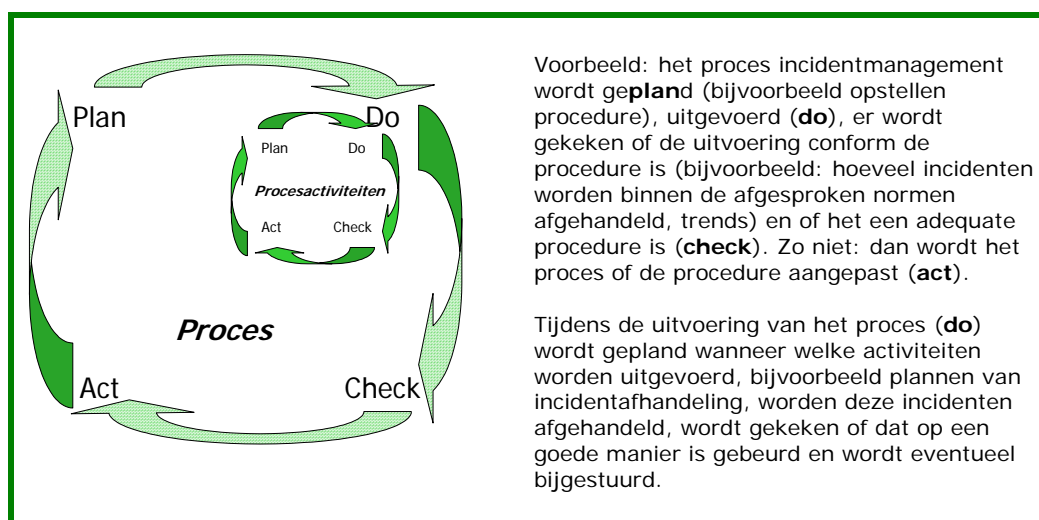 Plan
Do
Plan Do
Procesactiviteiten
Act Check
Proces
Act
Check
Voorbeeld: het proces incidentmanagement
wordt gepland (bijvoorbeeld opstellen
procedure), uitgevoerd (do), er wordt
gekeken of de uitvoering conform de
procedure is (bijvoorbeeld: hoeveel incidenten
worden binnen de afgesproken normen
afgehandeld, trends) en of het een adequate
procedure is (check). Zo niet: dan wordt het
proces of de procedure aangepast (act).
Tijdens de uitvoering van het proces (do)
wordt gepland wanneer welke activiteiten
worden uitgevoerd, bijvoorbeeld plannen van
incidentafhandeling, worden deze incidenten
afgehandeld, wordt gekeken of dat op een
goede manier is gebeurd en wordt eventueel
bijgestuurd.